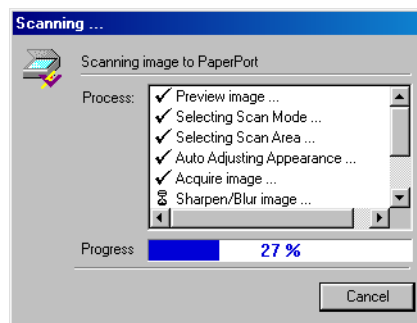 Scanning ...
Scanning image to PaperPort
Process:
Preview image ...
Selecting Scan Mode ...
Selecting Scan Area ...
Auto Adjusting Appearance ...
Acquire image ...
Sharpen/Blur image ...
Progress
27 %
Cancel